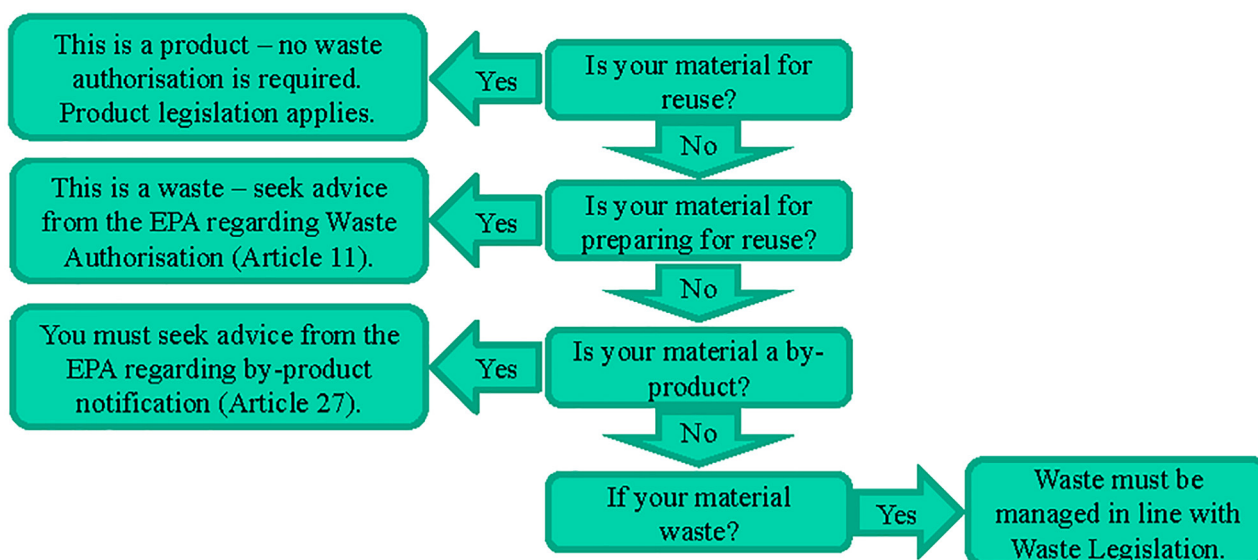 This is a product – no waste
authorisation is required.
Product legislation applies.
Yes
Is your material for
reuse?
No
This is a waste – seek advice
from the EPA regarding Waste
Authorisation (Article 11).
Yes
Is your material for
preparing for reuse?
No
You must seek advice from the
EPA regarding by-product
notification (Article 27).
Yes
Is your material a by-
product?
No
If your material
waste?
Yes
Waste must be
managed in line with
Waste Legislation.